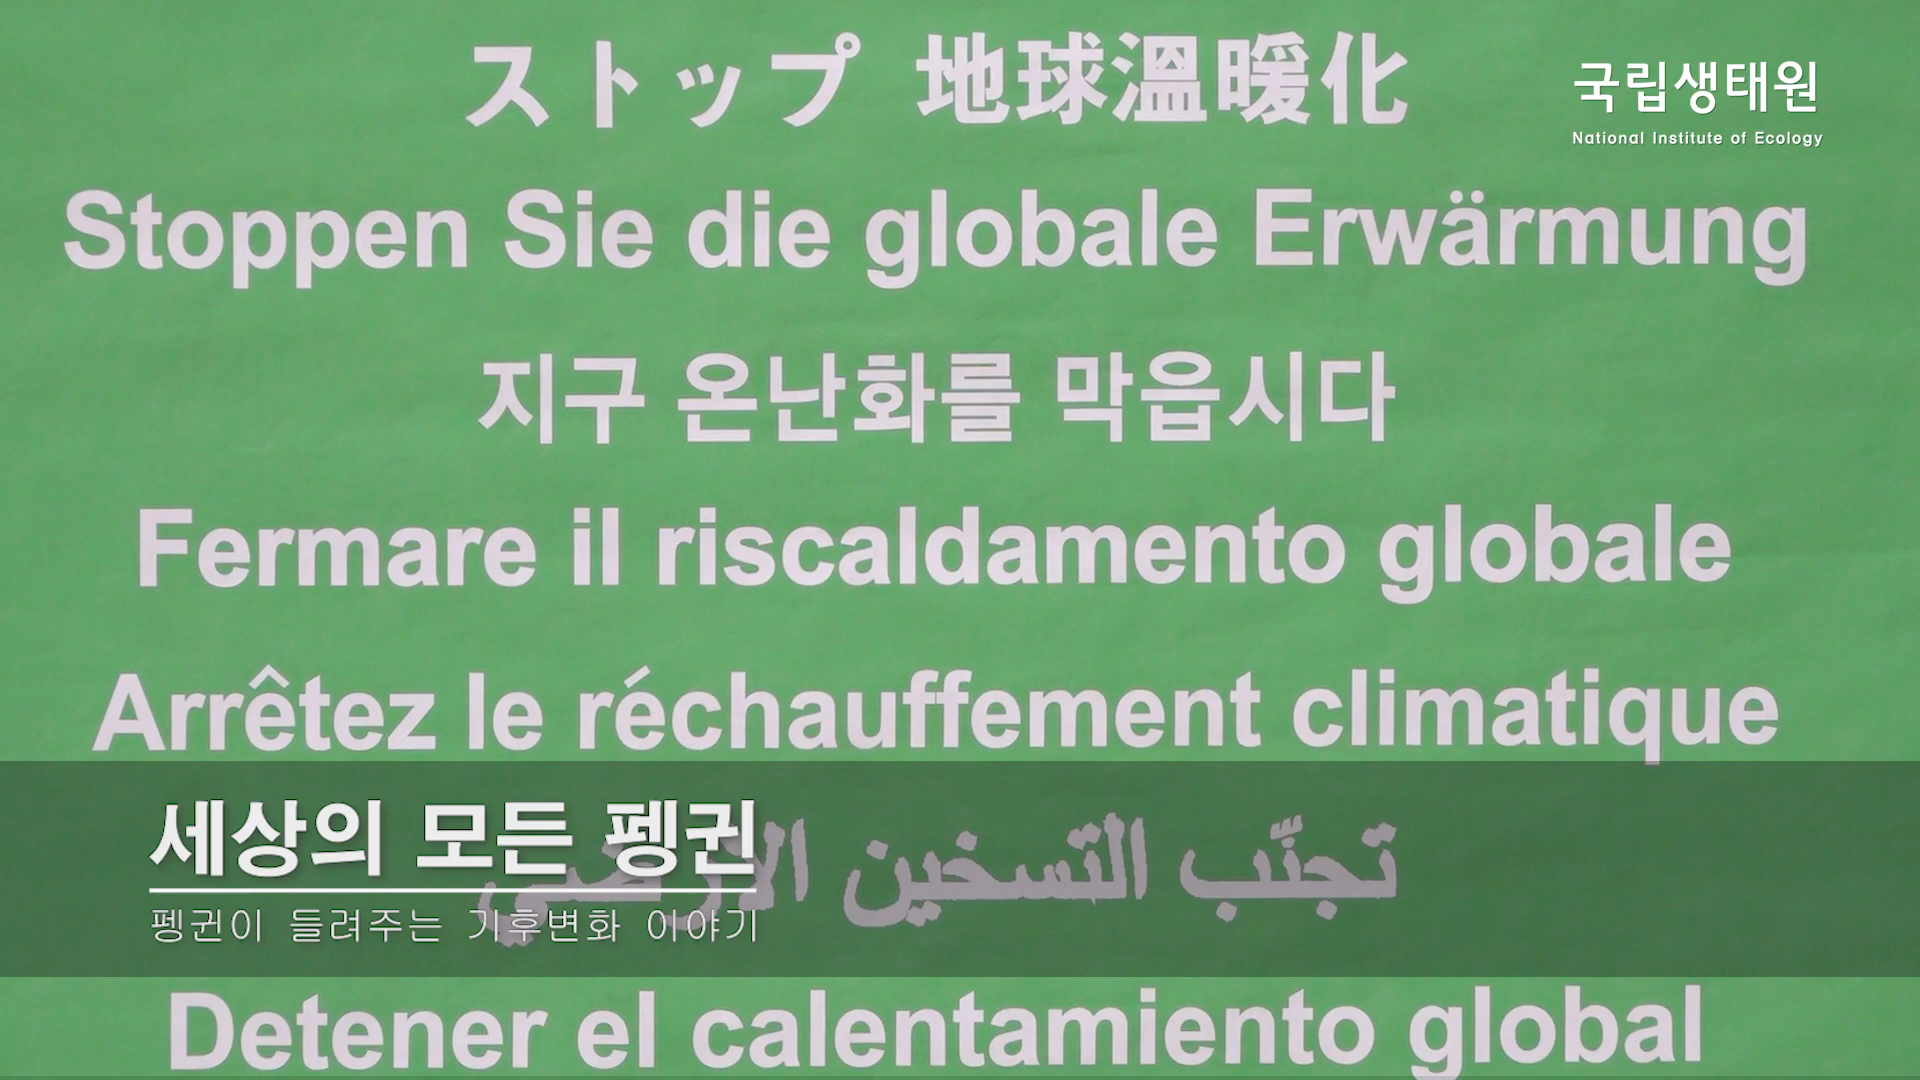 ストップ 地球溫暖化
국립생태원
National Institute of Ecology
Stoppen Sie die globale Erwärmung
지구 온난화를 막읍시다
Fermare il riscaldamento globale
Arrêtez le réchauffement climatique
تجنّب التسخين الارضي
세상의 모든 펭귄
펭귄이 들려주는 기후변화 이야기
Detener el calentamiento global